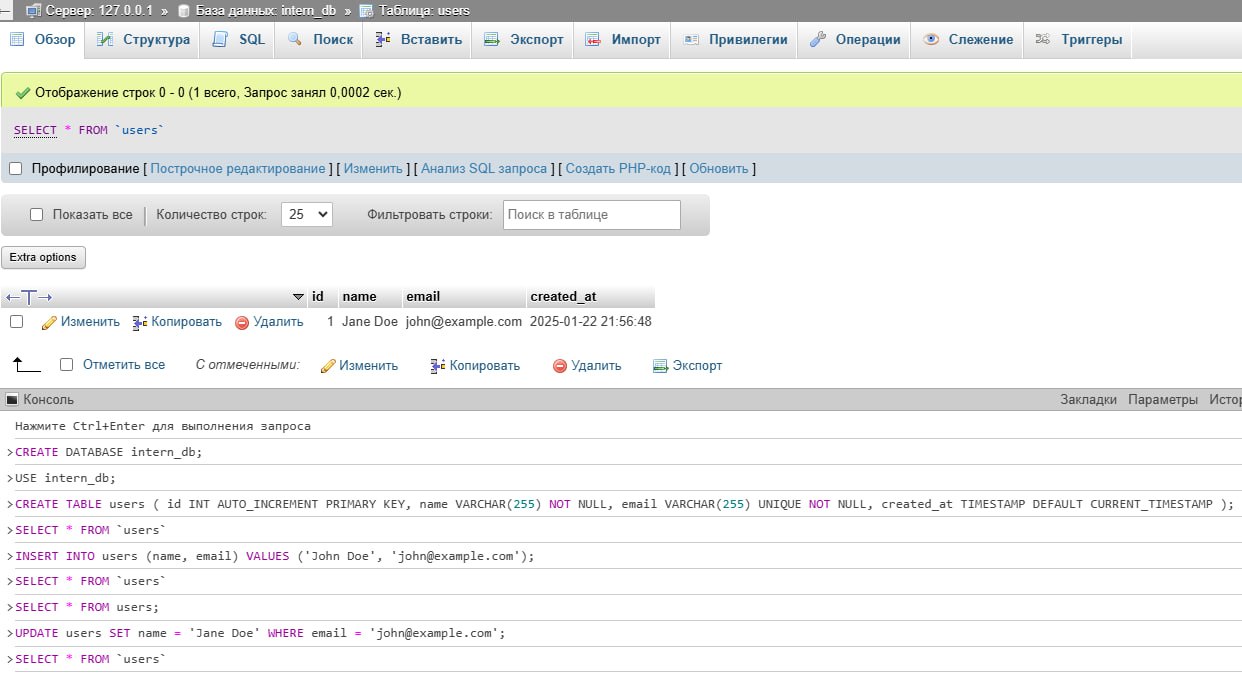 Сервер: 127.0.0.1 » База данных: intern_db » Таблица: users
Обзор Структура SQL Поиск Вставить Экспорт Импорт Привилегии Операции Слежение Триггеры
Отображение строк 0 - 0 (1 всего, Запрос занял 0,0002 сек.)
SELECT * FROM `users`
Профилирование [ Построчное редактирование ] [ Изменить ] [ Анализ SQL запроса ] [ Создать PHP-код ] [ Обновить ]
Показать все Количество строк: 25 Фильтровать строки: Поиск в таблице
Extra options
id name email created_at
Изменить Копировать Удалить 1 Jane Doe john@example.com 2025-01-22 21:56:48
Отметить все С отмеченными: Изменить Копировать Удалить Экспорт
Консоль Закладки Параметры Истор
Нажмите Ctrl+Enter для выполнения запроса
>CREATE DATABASE intern_db;
>USE intern_db;
>CREATE TABLE users ( id INT AUTO_INCREMENT PRIMARY KEY, name VARCHAR(255) NOT NULL, email VARCHAR(255) UNIQUE NOT NULL, created_at TIMESTAMP DEFAULT CURRENT_TIMESTAMP );
>SELECT * FROM `users`
>INSERT INTO users (name, email) VALUES ('John Doe', 'john@example.com');
>SELECT * FROM `users`
>SELECT * FROM users;
>UPDATE users SET name = 'Jane Doe' WHERE email = 'john@example.com';
>SELECT * FROM `users`